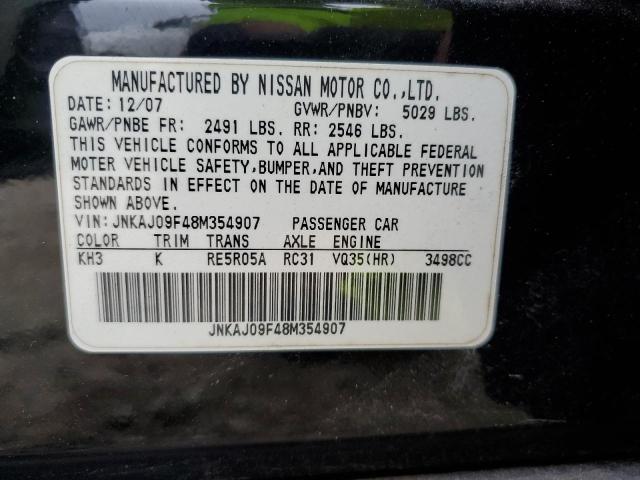 MANUFACTURED BY NISSAN MOTOR CO.,LTD.
DATE: 12/07 GVWR/PNBV: 5029 LBS.
GAWR/PNBE FR: 2491 LBS. RR: 2546 LBS.
THIS VEHICLE CONFORMS TO ALL APPLICABLE FEDERAL
MOTER VEHICLE SAFETY,BUMPER,AND THEFT PREVENTION
STANDARDS IN EFFECT ON THE DATE OF MANUFACTURE
SHOWN ABOVE.
VIN:JNKAJ09F48M354907 PASSENGER CAR
COLOR TRIM TRANS AXLE ENGINE
KH3 K RE5R05A RC31 VQ35(HR) 3498CC
JNKAJ09F48M354907